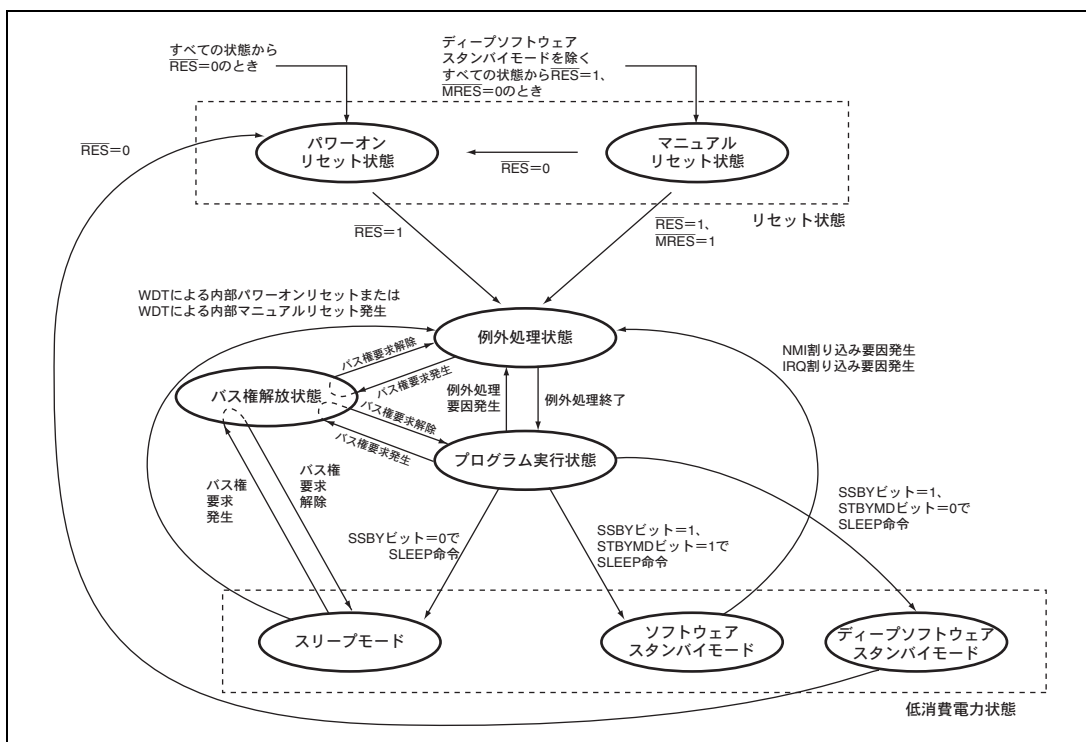 すべての状態から
RES=0のとき
ディープソフトウェア
スタンバイモードを除く
すべての状態からRES=1、
MRES=0のとき
RES=0
パワーオン
リセット状態
RES=0
マニュアル
リセット状態
リセット状態
RES=1
RES=1、
MRES=1
WDTによる内部パワーオンリセットまたは
WDTによる内部マニュアルリセット発生
例外処理状態
NMI割り込み要因発生
IRQ割り込み要因発生
バス権要求解除
バス権要求発生
バス権解放状態
例外処理
要因発生
例外処理終了
バス権要求解除
バス権要求発生
プログラム実行状態
バス権
要求
発生
バス権
要求
解除
SSBYビット=0で
SLEEP命令
SSBYビット=1、
STBYMDビット=1で
SLEEP命令
SSBYビット=1、
STBYMDビット=0で
SLEEP命令
スリープモード
ソフトウェア
スタンバイモード
ディープソフトウェア
スタンバイモード
低消費電力状態